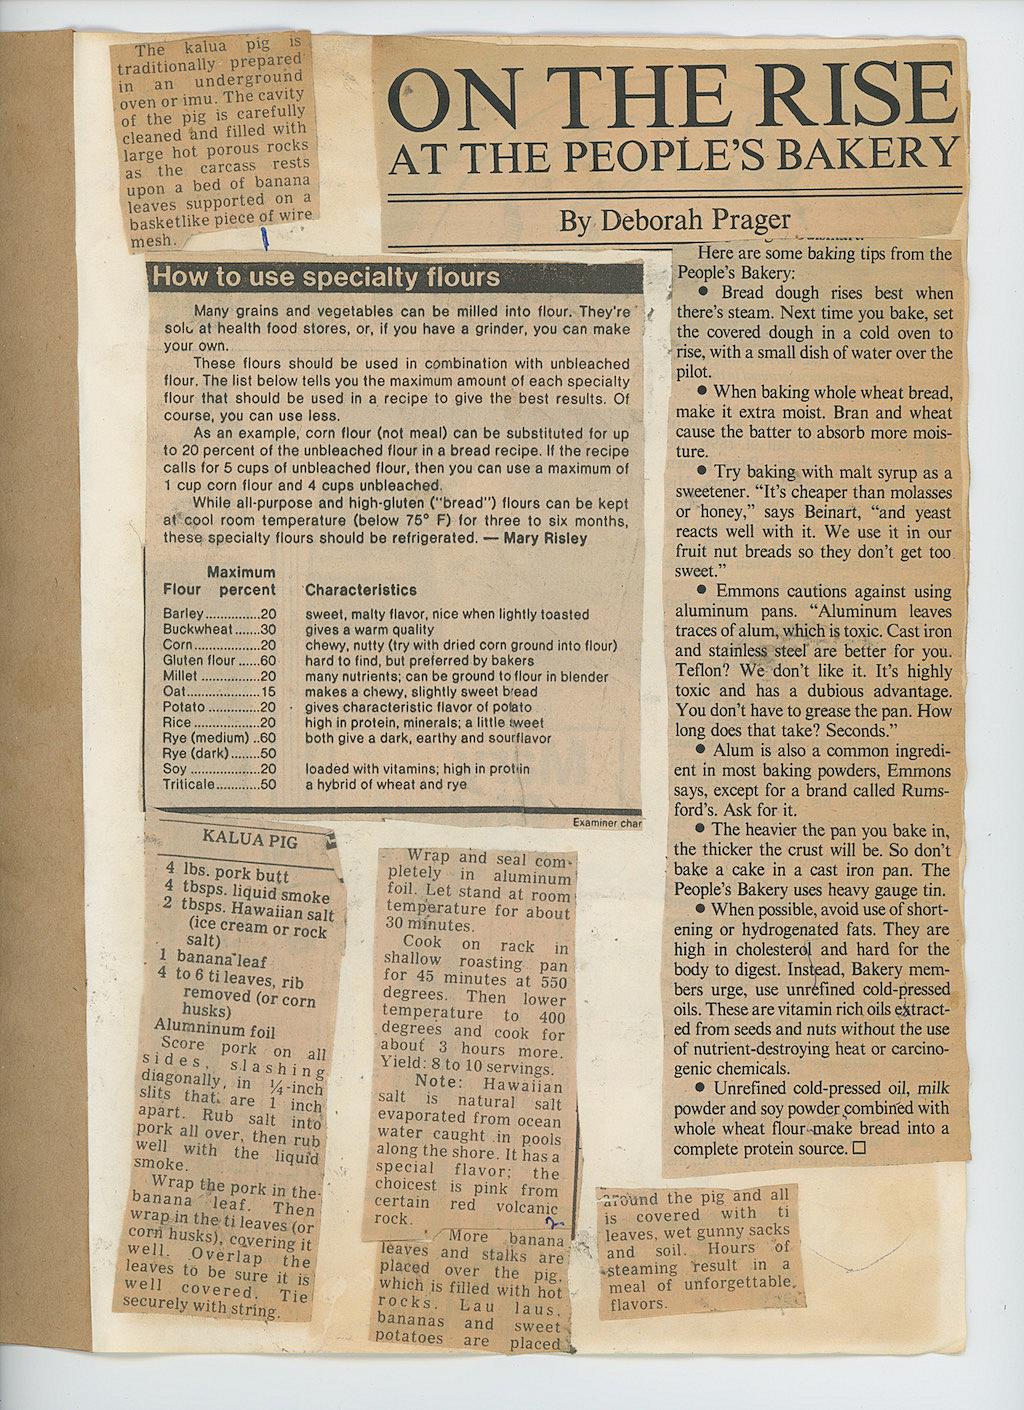 The kalua pig is
traditionally prepared
in an underground
oven or imu. The cavity
of the pig is carefully
cleaned and filled with
large hot porous rocks
as the carcass rests
upon a bed of banana
leaves supported on a
basketlike piece of wire
mesh.
ON THE RISE
AT THE PEOPLE'S BAKERY
By Deborah Prager
How to use specialty flours
Many grains and vegetables can be milled into flour. They're
sold at health food stores, or, if you have a grinder, you can make
your own.
These flours should be used in combination with unbleached
flour. The list below tells you the maximum amount of each specialty
flour that should be used in a recipe to give the best results. Of
course, you can use less.
As an example, corn flour (not meal) can be substituted for up
to 20 percent of the unbleached flour in a bread recipe. If the recipe
calls for 5 cups of unbleached flour, then you can use a maximum of
1 cup corn flour and 4 cups unbleached.
While all-purpose and high-gluten ("bread") flours can be kept
at cool room temperature (below 75° F) for three to six months,
these specialty flours should be refrigerated. — Mary Risley
Maximum
Flour percent Characteristics
Barley..............20 sweet, malty flavor, nice when lightly toasted
Buckwheat.......30 gives a warm quality
Corn.................20 chewy, nutty (try with dried corn ground into flour)
Gluten flour ......60 hard to find, but preferred by bakers
Millet ...............20 many nutrients; can be ground to flour in blender
Oat...................15 makes a chewy, slightly sweet bread
Potato .............20 gives characteristic flavor of potato
Rice .................20 high in protein, minerals; a little sweet
Rye (medium) ..60 both give a dark, earthy and sour flavor
Rye (dark)........50
Soy ..................20 loaded with vitamins; high in protein
Triticale...........50 a hybrid of wheat and rye
Examiner char
Here are some baking tips from the
People's Bakery:
● Bread dough rises best when
there's steam. Next time you bake, set
the covered dough in a cold oven to
rise, with a small dish of water over the
pilot.
● When baking whole wheat bread,
make it extra moist. Bran and wheat
cause the batter to absorb more mois-
ture.
● Try baking with malt syrup as a
sweetener. "It's cheaper than molasses
or honey," says Beinart, "and yeast
reacts well with it. We use it in our
fruit nut breads so they don't get too
sweet."
● Emmons cautions against using
aluminum pans. "Aluminum leaves
traces of alum, which is toxic. Cast iron
and stainless steel are better for you.
Teflon? We don't like it. It's highly
toxic and has a dubious advantage.
You don't have to grease the pan. How
long does that take? Seconds."
● Alum is also a common ingredi-
ent in most baking powders, Emmons
says, except for a brand called Rums-
ford's. Ask for it.
● The heavier the pan you bake in,
the thicker the crust will be. So don't
bake a cake in a cast iron pan. The
People's Bakery uses heavy gauge tin.
● When possible, avoid use of short-
ening or hydrogenated fats. They are
high in cholesterol and hard for the
body to digest. Instead, Bakery mem-
bers urge, use unrefined cold-pressed
oils. These are vitamin rich oils extract-
ed from seeds and nuts without the use
of nutrient-destroying heat or carcino-
genic chemicals.
● Unrefined cold-pressed oil, milk
powder and soy powder combined with
whole wheat flour make bread into a
complete protein source. □
KALUA PIG
4 lbs. pork butt
4 tbsps. liquid smoke
2 tbsps. Hawaiian salt
(ice cream or rock
salt)
1 banana leaf
4 to 6 ti leaves, rib
removed (or corn
husks)
Alumninum foil
Score pork on all
sides, slashing
diagonally, in ¼-inch
slits that are 1 inch
apart. Rub salt into
pork all over, then rub
well with the liquid
smoke.
Wrap the pork in the
banana leaf. Then
wrap in the ti leaves (or
corn husks), covering it
well. Overlap the
leaves to be sure it is
well covered. Tie
securely with string.
Wrap and seal com-
pletely in aluminum
foil. Let stand at room
temperature for about
30 minutes.
Cook on rack in
shallow roasting pan
for 45 minutes at 550
degrees. Then lower
temperature to 400
degrees and cook for
about 3 hours more.
Yield: 8 to 10 servings.
Note: Hawaiian
salt is natural salt
evaporated from ocean
water caught in pools
along the shore. It has a
special flavor; the
choicest is pink from
certain red volcanic
rock.
2
More banana
leaves and stalks are
placed over the pig,
which is filled with hot
rocks. Lau laus,
bananas and sweet
potatoes are placed
around the pig and all
is covered with ti
leaves, wet gunny sacks
and soil. Hours of
steaming result in a
meal of unforgettable
flavors.